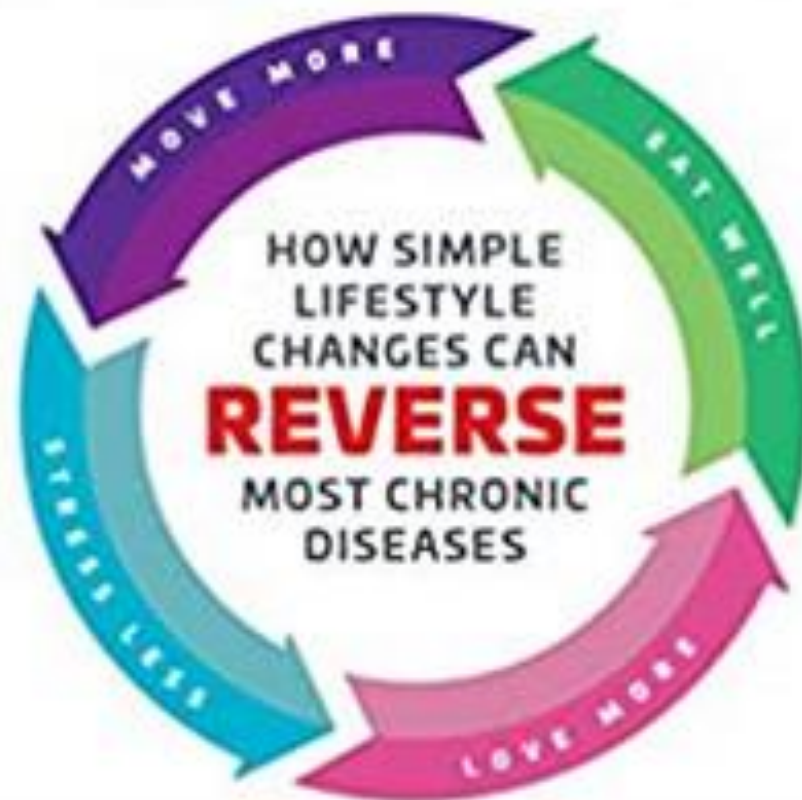 MOVE MORE
EAT WELL
HOW SIMPLE
LIFESTYLE
CHANGES CAN
REVERSE
MOST CHRONIC
DISEASES
STRESS LESS
LOVE MORE